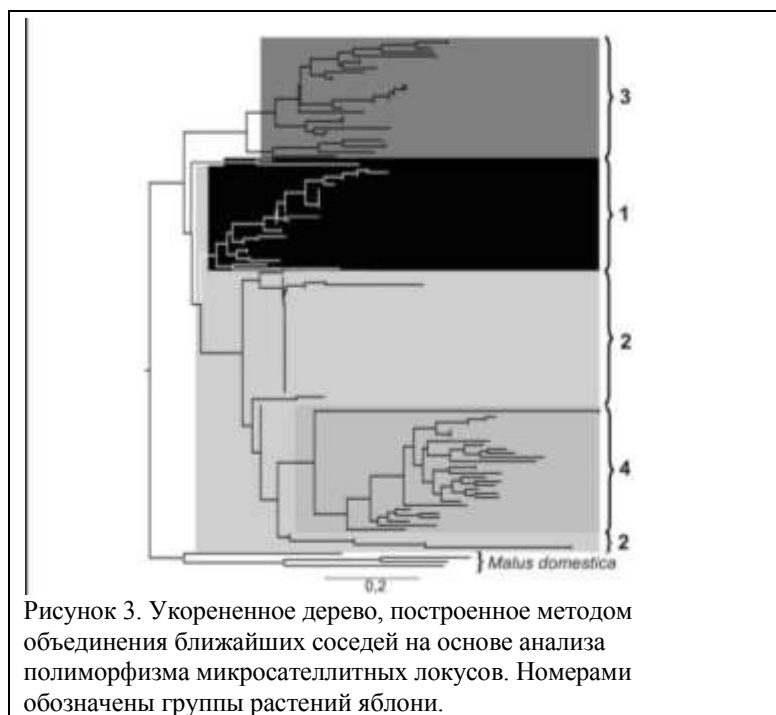 3
1
2
4
2
Malus domestica
0,2
Рисунок 3. Укорененное дерево, построенное методом
объединения ближайших соседей на основе анализа
полиморфизма микросателлитных локусов. Номерами
обозначены группы растений яблони.